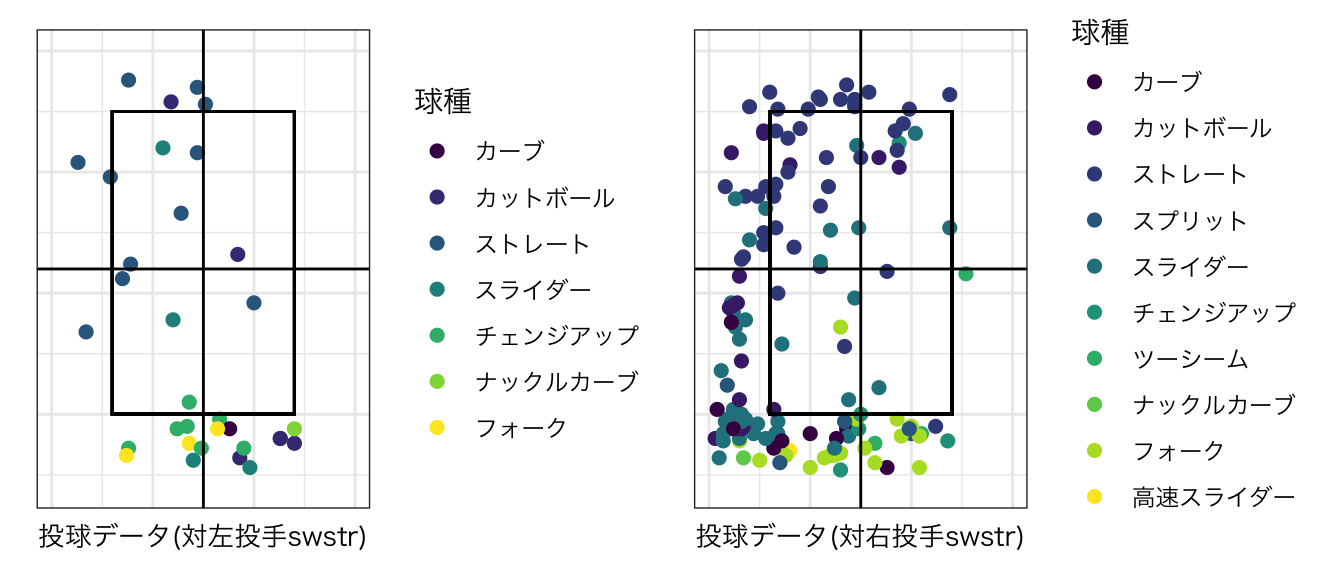 球種
カーブ
カットボール
ストレート
スライダー
チェンジアップ
ナックルカーブ
フォーク
投球データ(対左投手swstr)
球種
カーブ
カットボール
ストレート
スプリット
スライダー
チェンジアップ
ツーシーム
ナックルカーブ
フォーク
高速スライダー
投球データ(対右投手swstr)